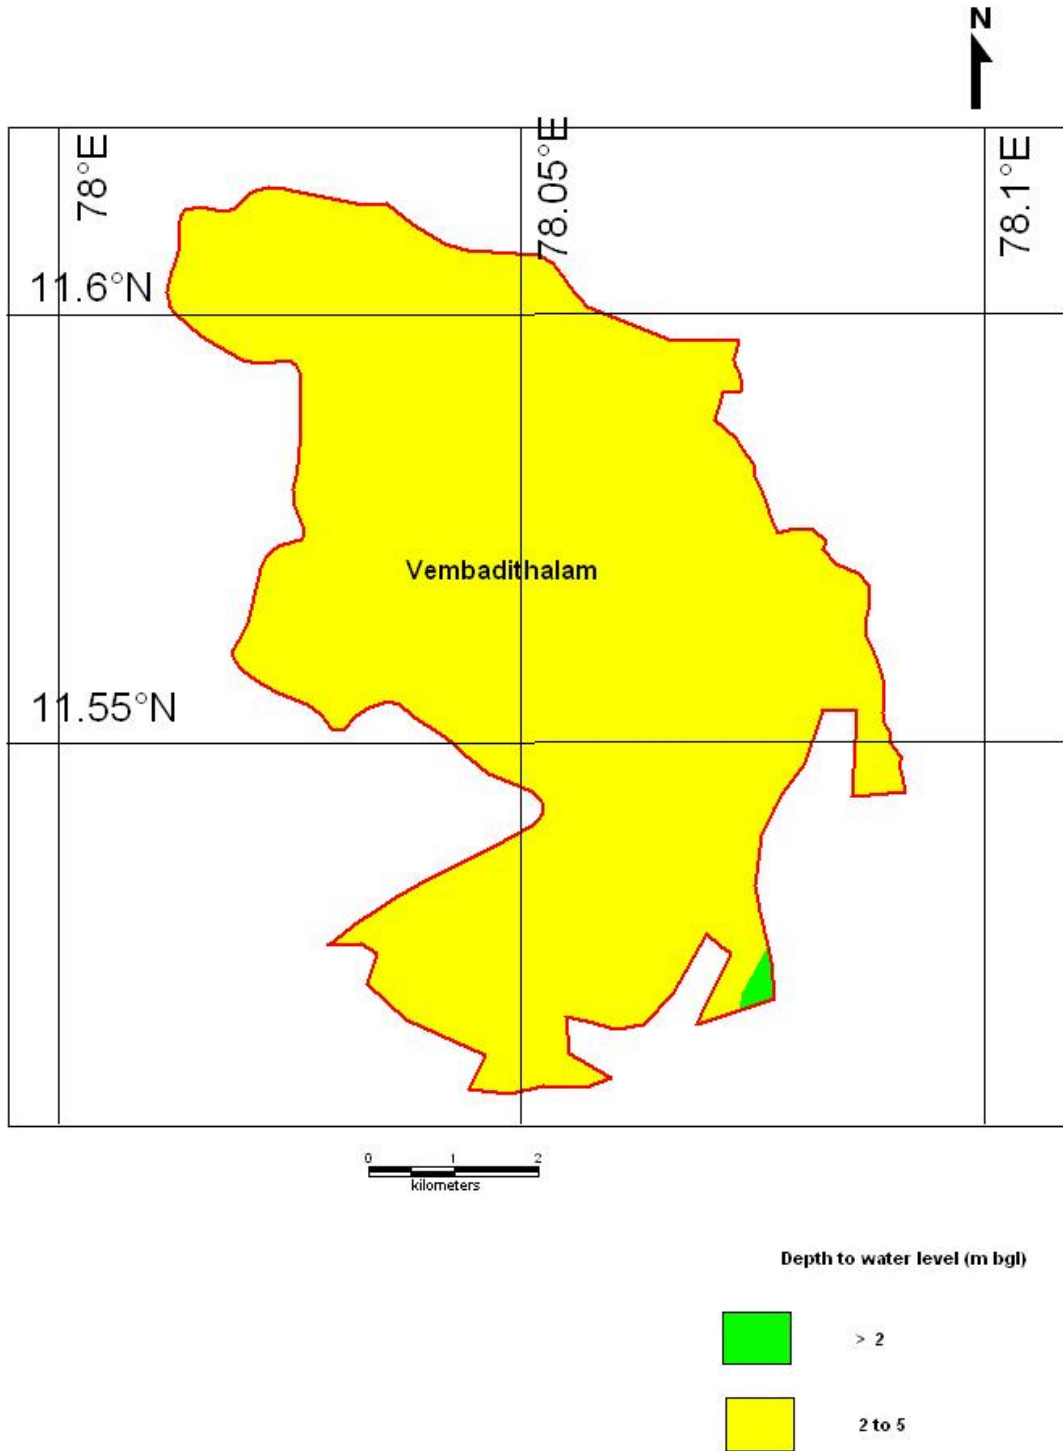 N
78°E
78.05°E
78.1°E
11.6°N
Vembadithalam
11.55°N
0 1 2
kilometers
Depth to water level (m bgl)
> 2
2 to 5